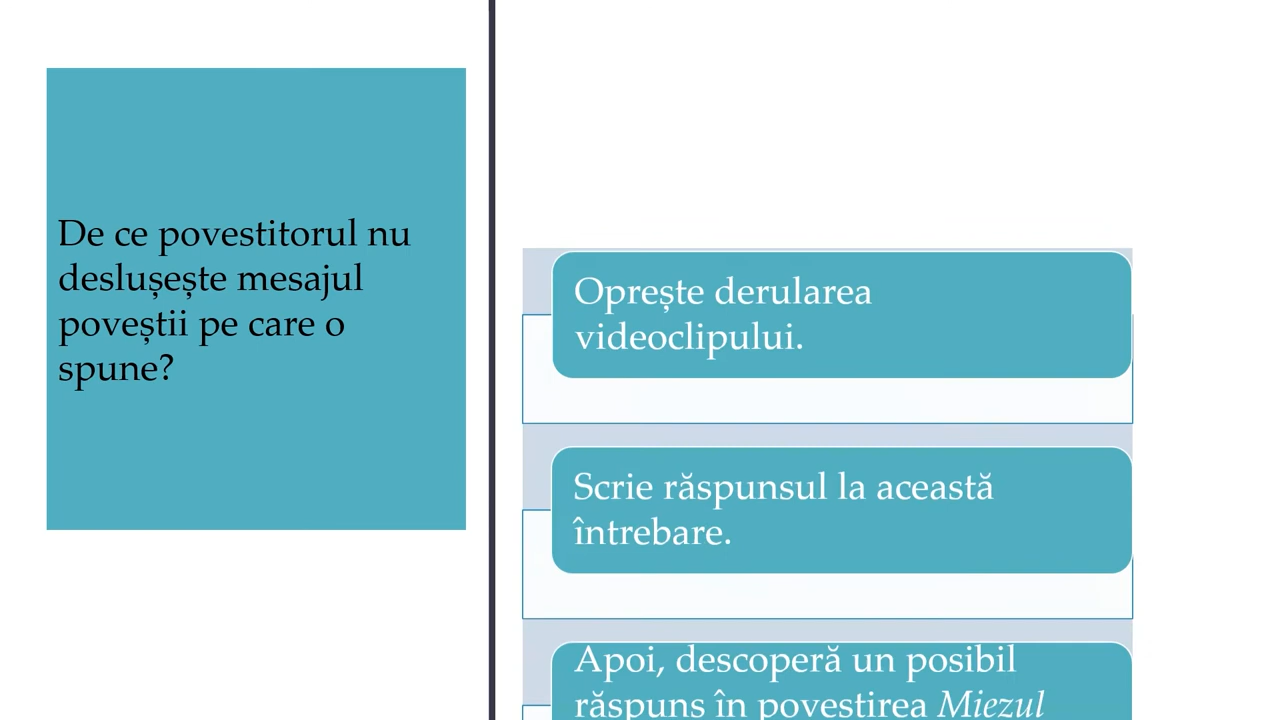 De ce povestitorul nu
deslușește mesajul
poveștii pe care o
spune?
Oprește derularea
videoclipului.
Scrie răspunsul la această
întrebare.
Apoi, descoperă un posibil
răspuns în povestirea Miezul